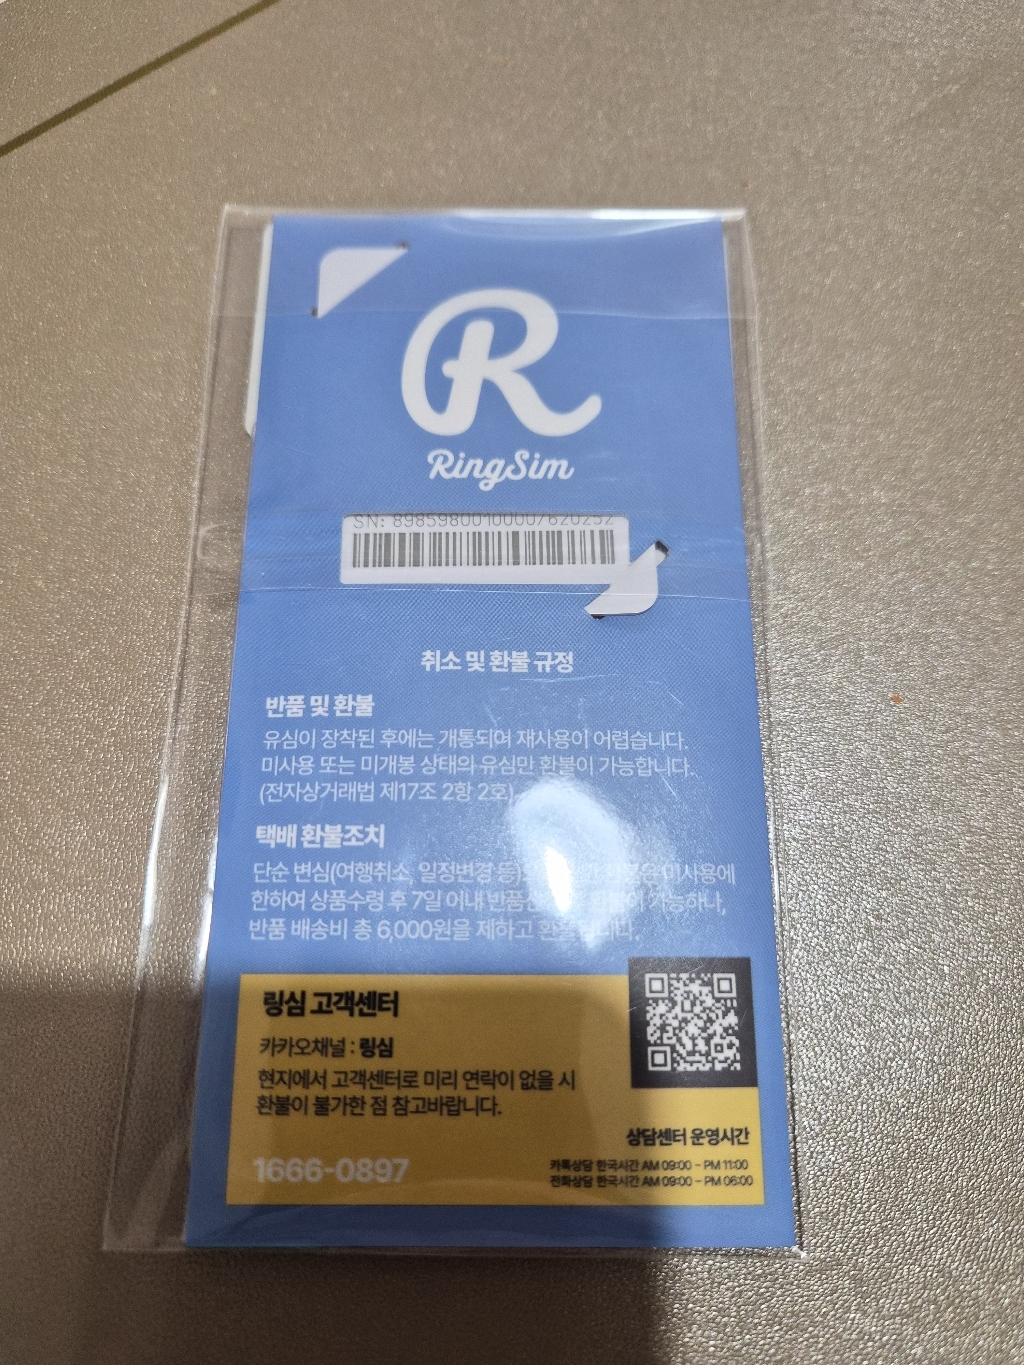 R
RingSim
SN: 89859800100007620252
취소 및 환불 규정
반품 및 환불
유심이 장착된 후에는 개통되며 재사용이 어렵습니다.
미사용 또는 미개봉 상태의 유심만 환불이 가능합니다.
(전자상거래법 제17조 2항 2호)
택배 환불조치
단순 변심(여행취소, 일정변경 등) 미사용에
한하여 상품수령 후 7일 이내 가능하나,
반품 배송비 총 6,000원을 제하고
링심 고객센터
카카오채널 : 링심
현지에서 고객센터로 미리 연락이 없을 시
환불이 불가한 점 참고바랍니다.
1666-0897
상담센터 운영시간
카톡상담 한국시간 AM 09:00 - PM 11:00
전화상담 한국시간 AM 09:00 - PM 06:00